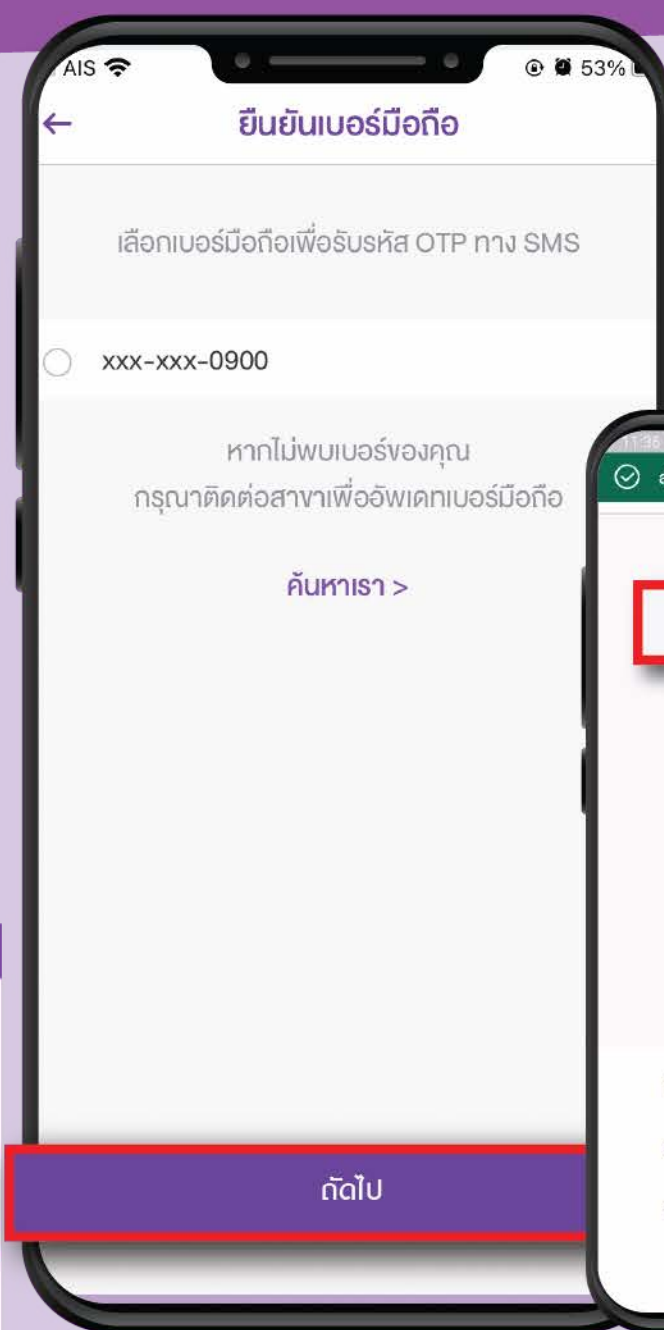 AIS 53%
ยืนยันเบอร์มือถือ
เลือกเบอร์มือถือเพื่อรับรหัส OTP ทาง SMS
xxx-xxx-0900
หากไม่พบเบอร์ของคุณ
กรุณาติดต่อสาขาเพื่ออัพเดทเบอร์มือถือ
ค้นหาเรา >
11:36
ถัดไป